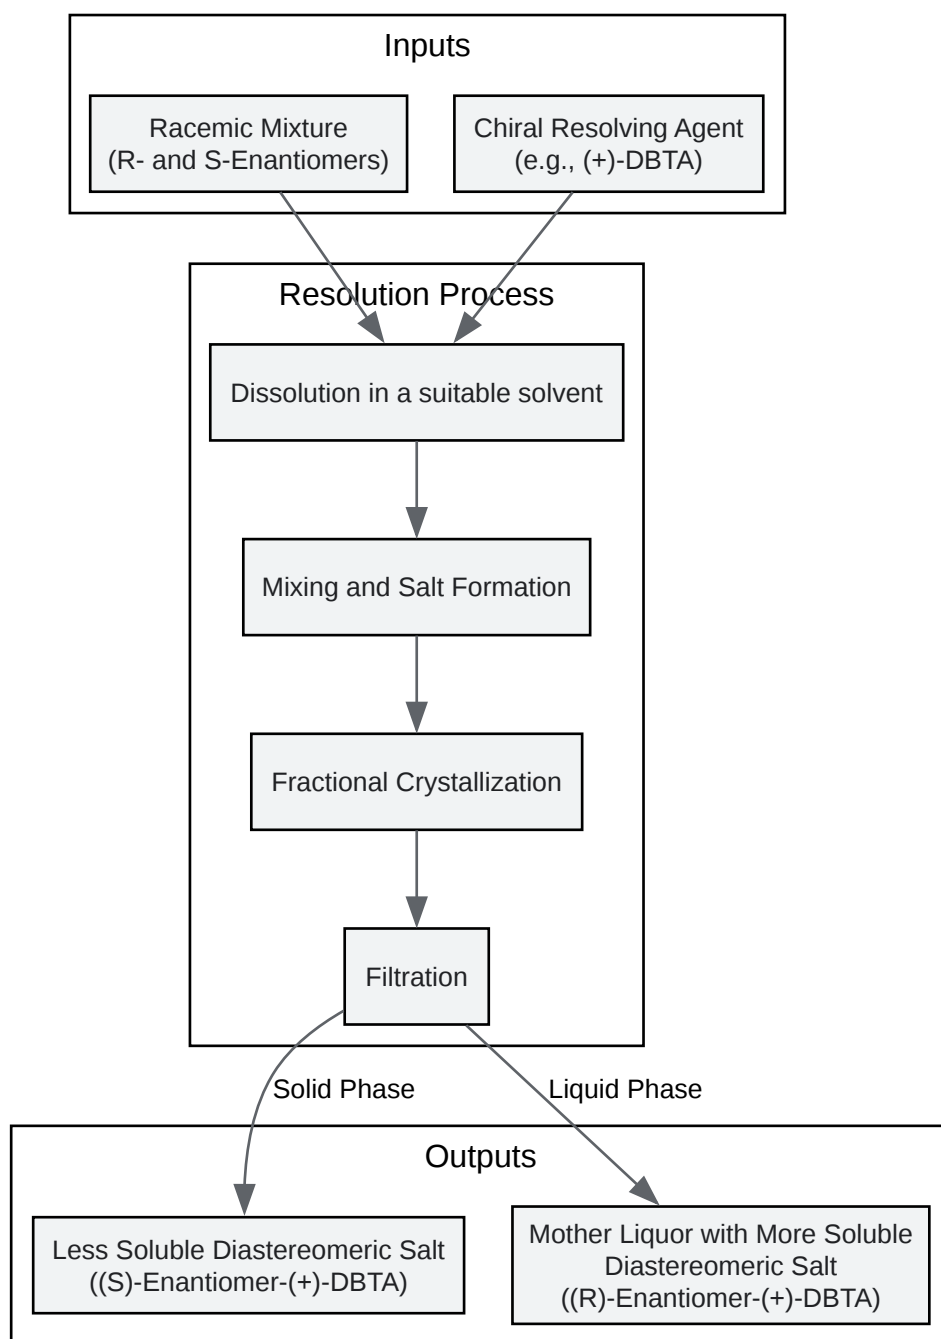 Inputs
Racemic Mixture
(R- and S-Enantiomers)
Chiral Resolving Agent
(e.g., (+)-DBTA)
Resolution Process
Dissolution in a suitable solvent
Mixing and Salt Formation
Fractional Crystallization
Filtration
Solid Phase
Liquid Phase
Outputs
Less Soluble Diastereomeric Salt
((S)-Enantiomer-(+)-DBTA)
Mother Liquor with More Soluble
Diastereomeric Salt
((R)-Enantiomer-(+)-DBTA)